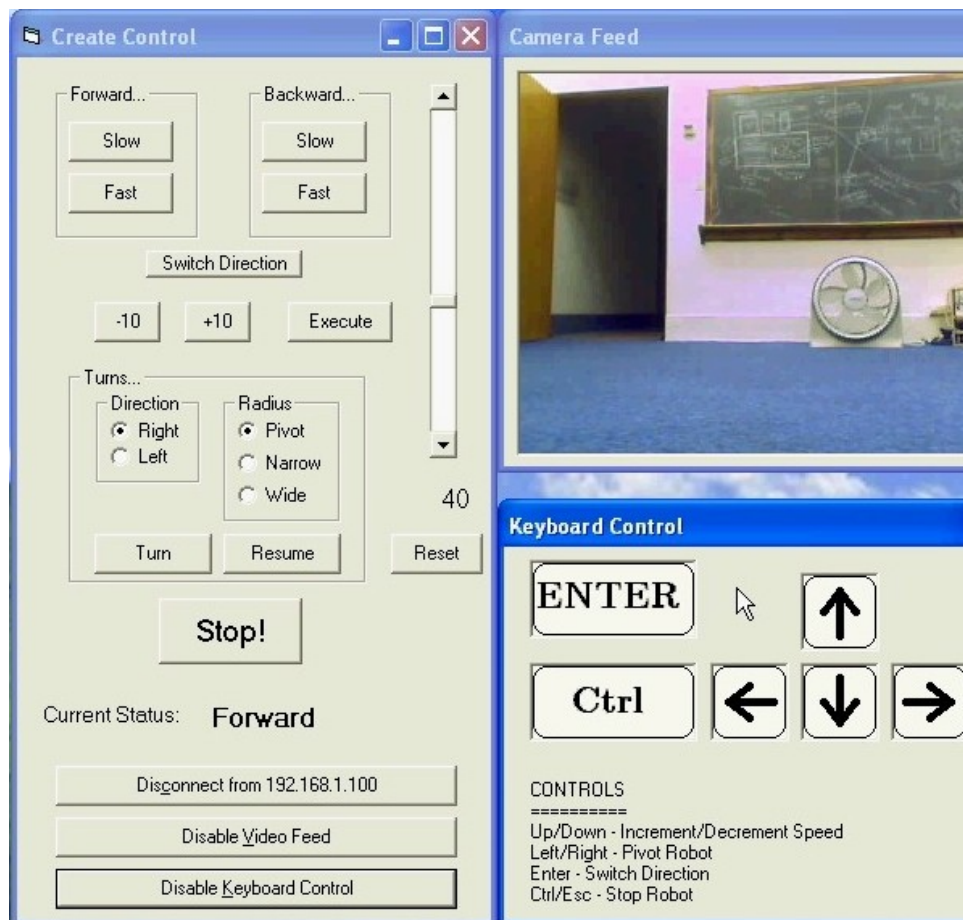 Create Control
Forward...
Slow
Fast
Backward...
Slow
Fast
Switch Direction
-10
+10
Execute
Turns...
Direction
Right
Left
Radius
Pivot
Narrow
Wide
40
Turn
Resume
Reset
Stop!
Current Status: Forward
Disconnect from 192.168.1.100
Disable Video Feed
Disable Keyboard Control
Camera Feed
Keyboard Control
ENTER
Ctrl
CONTROLS
==========
Up/Down - Increment/Decrement Speed
Left/Right - Pivot Robot
Enter - Switch Direction
Ctrl/Esc - Stop Robot